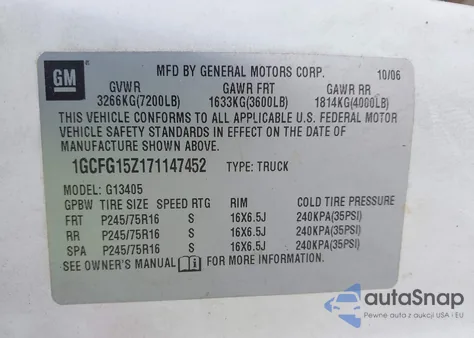 GM
MFD BY GENERAL MOTORS CORP. 10/06
GVWR GAWR FRT GAWR RR
3266KG(7200LB) 1633KG(3600LB) 1814KG(4000LB)
THIS VEHICLE CONFORMS TO ALL APPLICABLE U.S. FEDERAL MOTOR
VEHICLE SAFETY STANDARDS IN EFFECT ON THE DATE OF
MANUFACTURE SHOWN ABOVE.
1GCFG15Z171147452 TYPE: TRUCK
MODEL: G13405
GPBW TIRE SIZE SPEED RTG RIM COLD TIRE PRESSURE
FRT P245/75R16 S 16X6.5J 240KPA(35PSI)
RR P245/75R16 S 16X6.5J 240KPA(35PSI)
SPA P245/75R16 S 16X6.5J 240KPA(35PSI)
SEE OWNER'S MANUAL FOR MORE INFORMATION.
autoSnap
Pewne auta z aukcji USA i EU